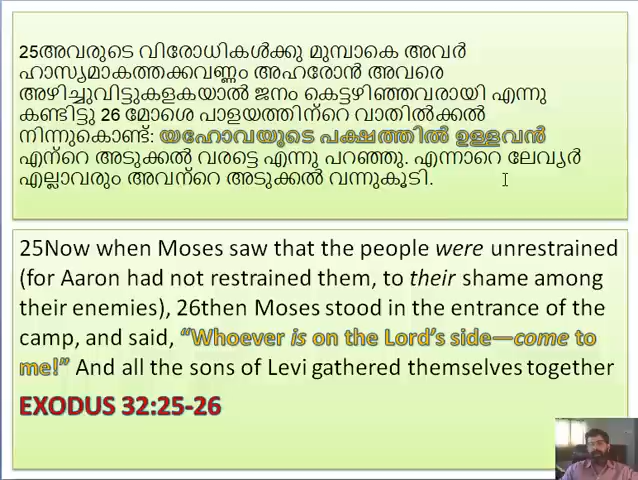 25അവരുടെ വിരോധികൾക്കു മുമ്പാകെ അവർ
ഹാസ്യമാകത്തക്കവണ്ണം അഹരോൻ അവരെ
അഴിച്ചുവിട്ടുകളകയാൽ ജനം കെട്ടഴിഞ്ഞവരായി എന്നു
കണ്ടിട്ടു 26 മോശെ പാളയത്തിന്റെ വാതിൽക്കൽ
നിന്നുകൊണ്ട്: യഹോവയുടെ പക്ഷത്തിൽ ഉള്ളവൻ
എന്റെ അടുക്കൽ വരട്ടെ എന്നു പറഞ്ഞു. എന്നാറെ ലേവ്യർ
എല്ലാവരും അവന്റെ അടുക്കൽ വന്നുകൂടി.
25Now when Moses saw that the people were unrestrained
(for Aaron had not restrained them, to their shame among
their enemies), 26then Moses stood in the entrance of the
camp, and said, “Whoever is on the Lord’s side—come to
me!” And all the sons of Levi gathered themselves together
EXODUS 32:25-26